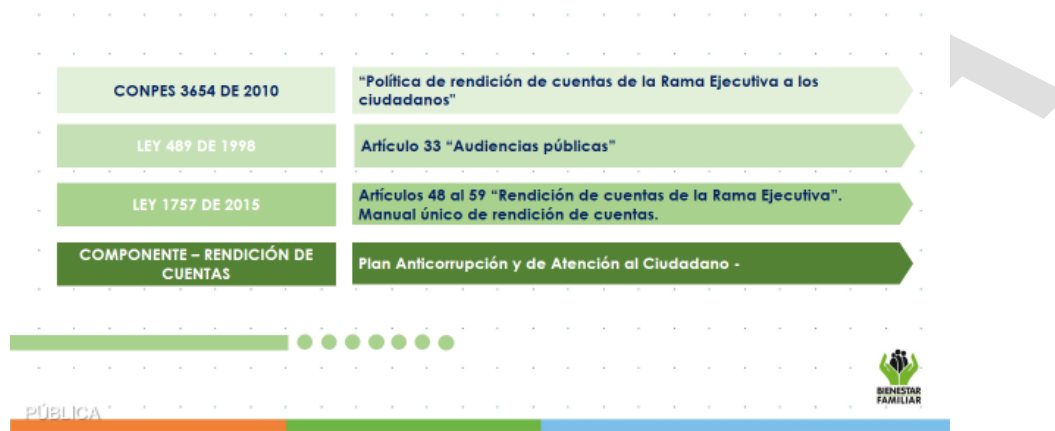 CONPES 3654 DE 2010
“Política de rendición de cuentas de la Rama Ejecutiva a los
ciudadanos"
LEY 489 DE 1998
Artículo 33 “Audiencias públicas”
LEY 1757 DE 2015
Artículos 48 al 59 “Rendición de cuentas de la Rama Ejecutiva”.
Manual único de rendición de cuentas.
COMPONENTE – RENDICIÓN DE
CUENTAS
Plan Anticorrupción y de Atención al Ciudadano -
BIENESTAR
FAMILIAR
PÚBLICA